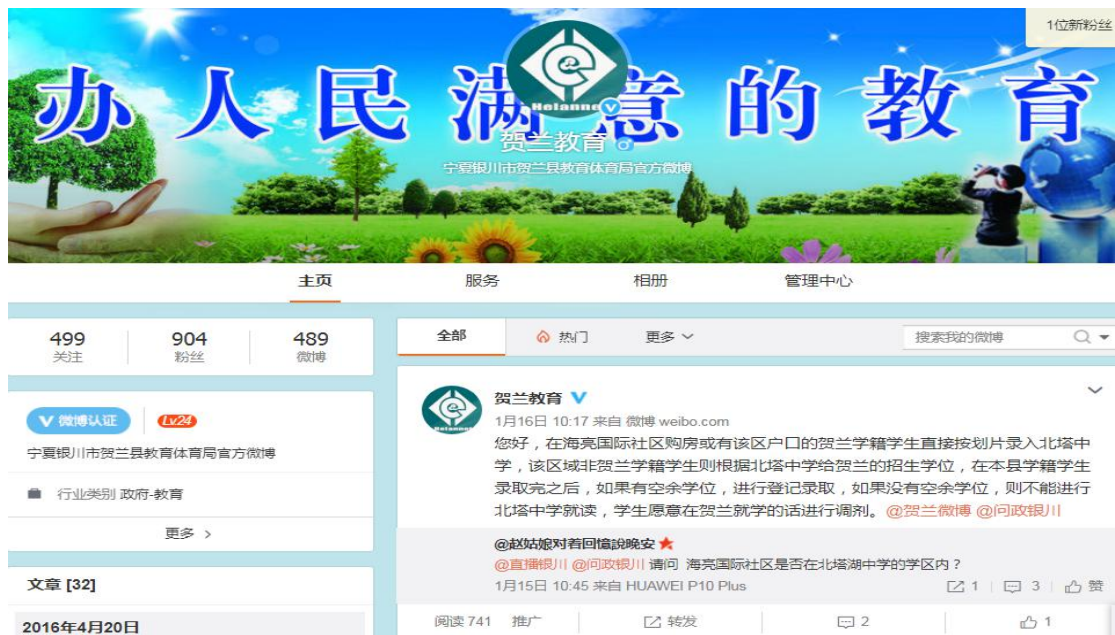 1位新粉丝
办人民满意的教育
Helanne
贺兰教育
宁夏银川市贺兰县教育体育局官方微博
主页 服务 相册 管理中心
499 904 489
关注 粉丝 微博
微博认证 Lv24
宁夏银川市贺兰县教育体育局官方微博
行业类别 政府-教育
更多 >
文章 [32]
2016年4月20日
全部 热门 更多 搜索我的微博
贺兰教育
1月16日 10:17 来自 微博 weibo.com
您好，在海亮国际社区购房或有该区户口的贺兰学籍学生直接按划片录入北塔中
学，该区域非贺兰学籍学生则根据北塔中学给贺兰的招生学位，在本县学籍学生
录取完之后，如果有空余学位，进行登记录取，如果没有空余学位，则不能进行
北塔中学就读，学生愿意在贺兰就学的话进行调剂。@贺兰微博 @问政银川
@赵姑娘对着回憶說晚安
@直播银川 @问政银川 请问 海亮国际社区是否在北塔湖中学的学区内？
1月15日 10:45 来自 HUAWEI P10 Plus 1 3 赞
阅读 741 推广 转发 2 1